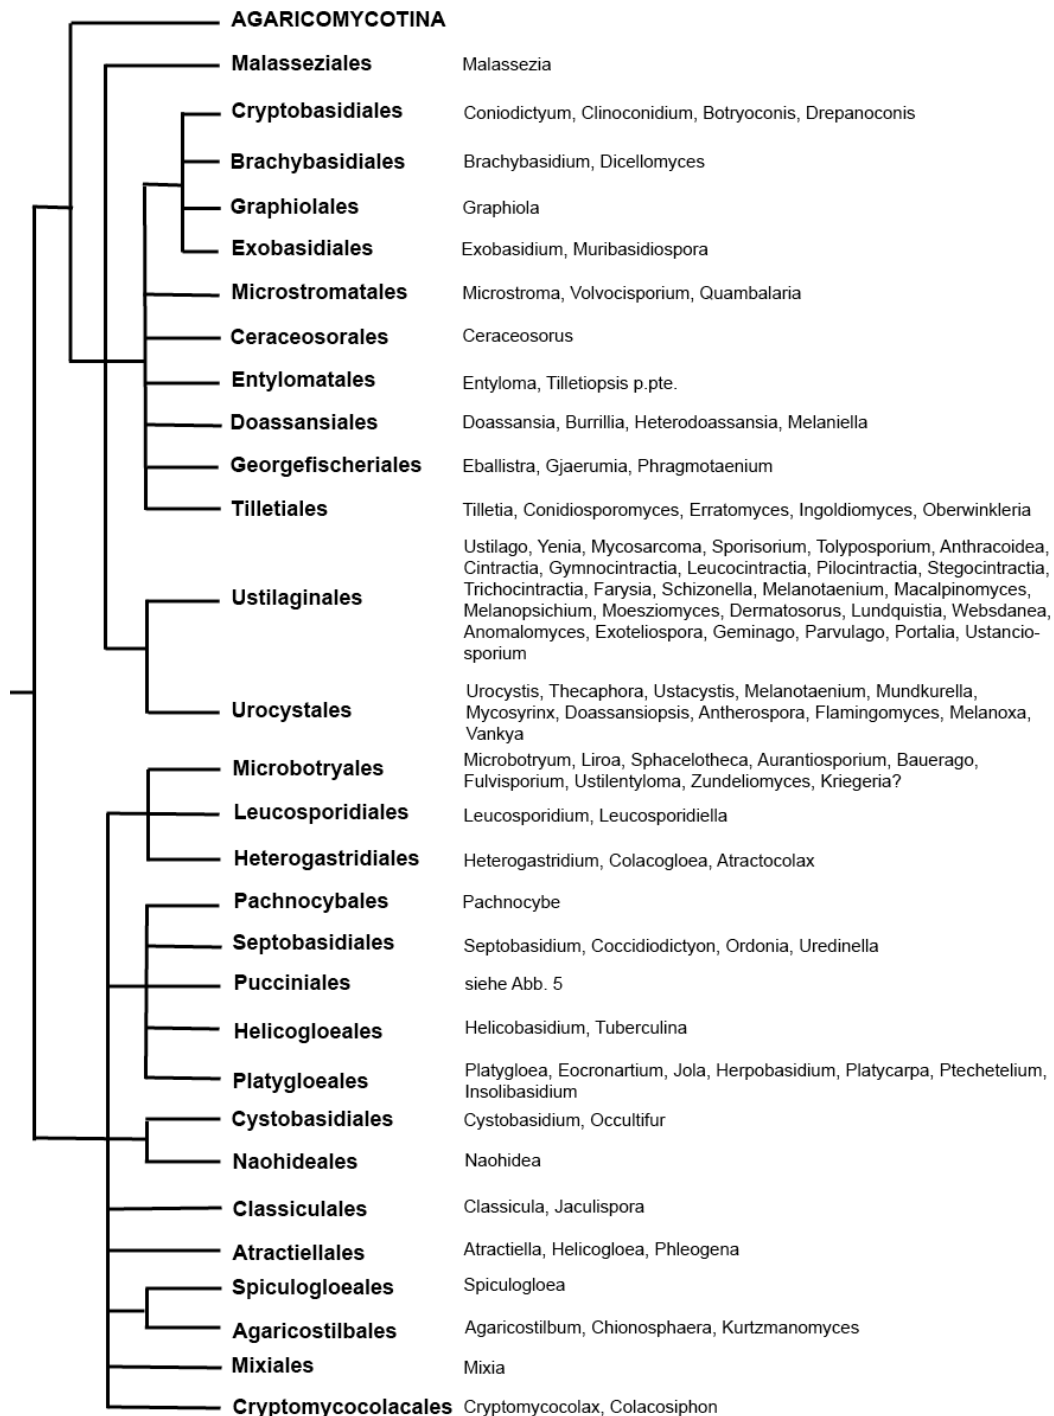 AGARICOMYCOTINA
Malasseziales Malassezia
Cryptobasidiales Coniodictyum, Clinoconidium, Botryoconis, Drepanoconis
Brachybasidiales Brachybasidium, Dicellomyces
Graphiolales Graphiola
Exobasidiales Exobasidium, Muribasidiospora
Microstromatales Microstroma, Volvocisporium, Quambalaria
Ceraceosorales Ceraceosorus
Entylomatales Entyloma, Tilletiopsis p.pte.
Doassansiales Doassansia, Burrillia, Heterodoassansia, Melaniella
Georgefischeriales Eballistra, Gjaerumia, Phragmotaenium
Tilletiales Tilletia, Conidiosporomyces, Erratomyces, Ingoldiomyces, Oberwinkleria
Ustilaginales
Ustilago, Yenia, Mycosarcoma, Sporisorium, Tolyposporium, Anthracoidea,
Cintractia, Gymnocintractia, Leucocintractia, Pilocintractia, Stegocintractia,
Trichocintractia, Farysia, Schizonella, Melanotaenium, Macalpinomyces,
Melanopsichium, Moesziomyces, Dermatosorus, Lundquistia, Websdanea,
Anomalomyces, Exoteliospora, Geminago, Parvulago, Portalia, Ustancio-
sporium
Urocystales
Urocystis, Thecaphora, Ustacystis, Melanotaenium, Mundkurella,
Mycosyrinx, Doassansiopsis, Antherospora, Flamingomyces, Melanoxa,
Vankya
Microbotryales
Microbotryum, Liroa, Sphacelotheca, Aurantiosporium, Bauerago,
Fulvisporium, Ustilentyloma, Zundeliomyces, Kriegeria?
Leucosporidiales Leucosporidium, Leucosporidiella
Heterogastridiales Heterogastridium, Colacogloea, Atractocolax
Pachnocybales Pachnocybe
Septobasidiales Septobasidium, Coccidiodictyon, Ordonia, Uredinella
Pucciniales siehe Abb. 5
Helicogloeales Helicobasidium, Tuberculina
Platygloeales
Platygloea, Eocronartium, Jola, Herpobasidium, Platycarpa, Ptechetelium,
Insolibasidium
Cystobasidiales Cystobasidium, Occultifur
Naohideales Naohidea
Classiculales Classicula, Jaculispora
Atractiellales Atractiella, Helicogloea, Phleogena
Spiculogloeales Spiculogloea
Agaricostilbales Agaricostilbum, Chionosphaera, Kurtzmanomyces
Mixiales Mixia
Cryptomycocolacales Cryptomycocolax, Colacosiphon